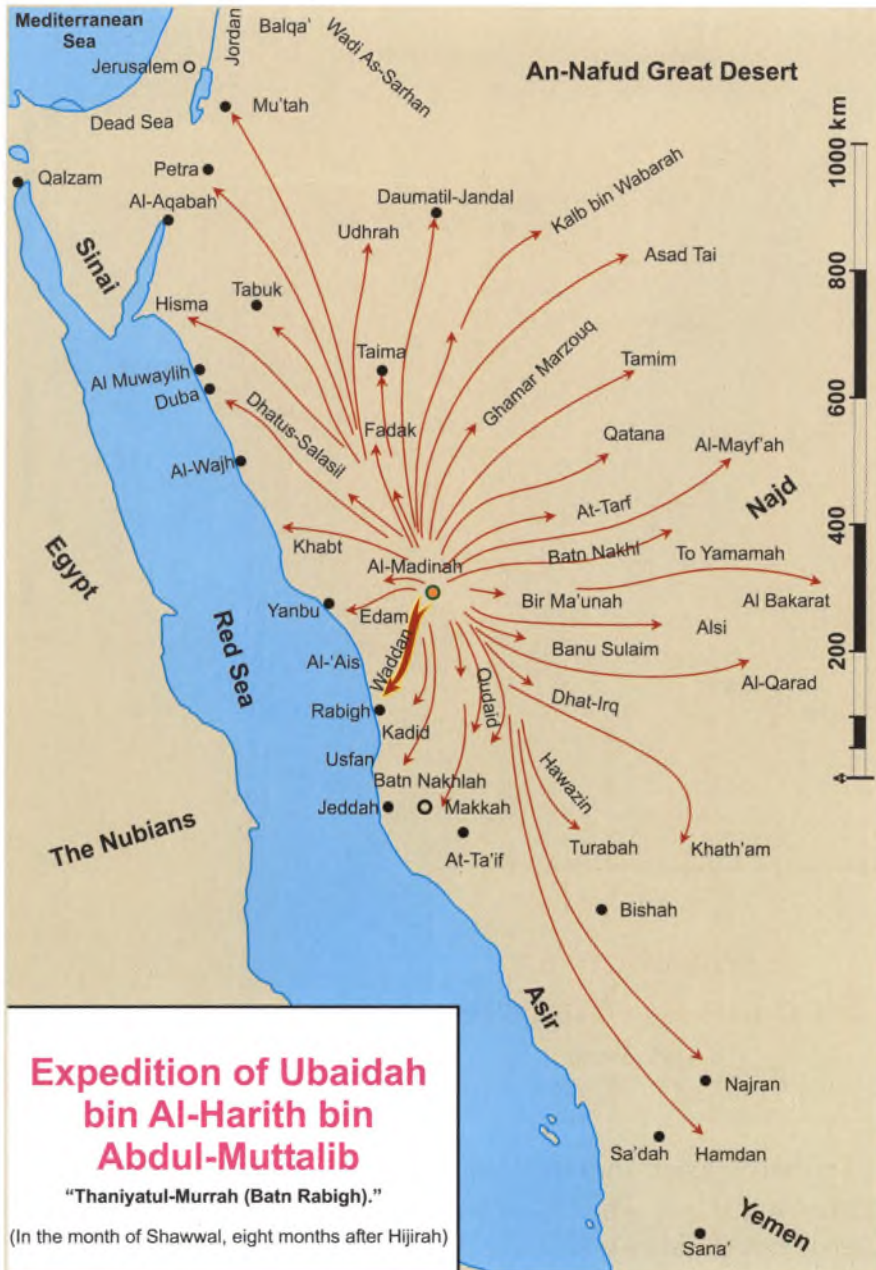 Mediterranean
Sea
Jordan
Balqa'
Wadi As-Sarhan
An-Nafud Great Desert
Jerusalem
Mu'tah
Dead Sea
1000 km
Petra
Qalzam
Al-Aqabah
Daumatil-Jandal
Kalb bin Wabarah
Udhrah
Asad Tai
Sinai
Tabuk
800
Hisma
Taima
Ghamar Marzouq
Tamim
Al Muwaylih
Duba
Dhatus-Salasil
600
Fadak
Qatana
Al-Mayf'ah
Al-Wajh
Najd
At-Tarf
400
Khabt
Batn Nakhl
To Yamamah
Egypt
Al-Madinah
Yanbu
Edam
Bir Ma'unah
Al Bakarat
Red Sea
Waddan
Alsi
Al-'Ais
Banu Sulaim
200
Qudaid
Al-Qarad
Rabigh
Dhat-Irq
Kadid
Usfan
Hawazin
Batn Nakhlah
Jeddah
Makkah
The Nubians
At-Ta'if
Turabah
Khath'am
Bishah
Asir
Najran
Sa'dah
Hamdan
Yemen
Sana'
Expedition of Ubaidah
bin Al-Harith bin
Abdul-Muttalib
"Thaniyatul-Murrah (Batn Rabigh)."
(In the month of Shawwal, eight months after Hijirah)